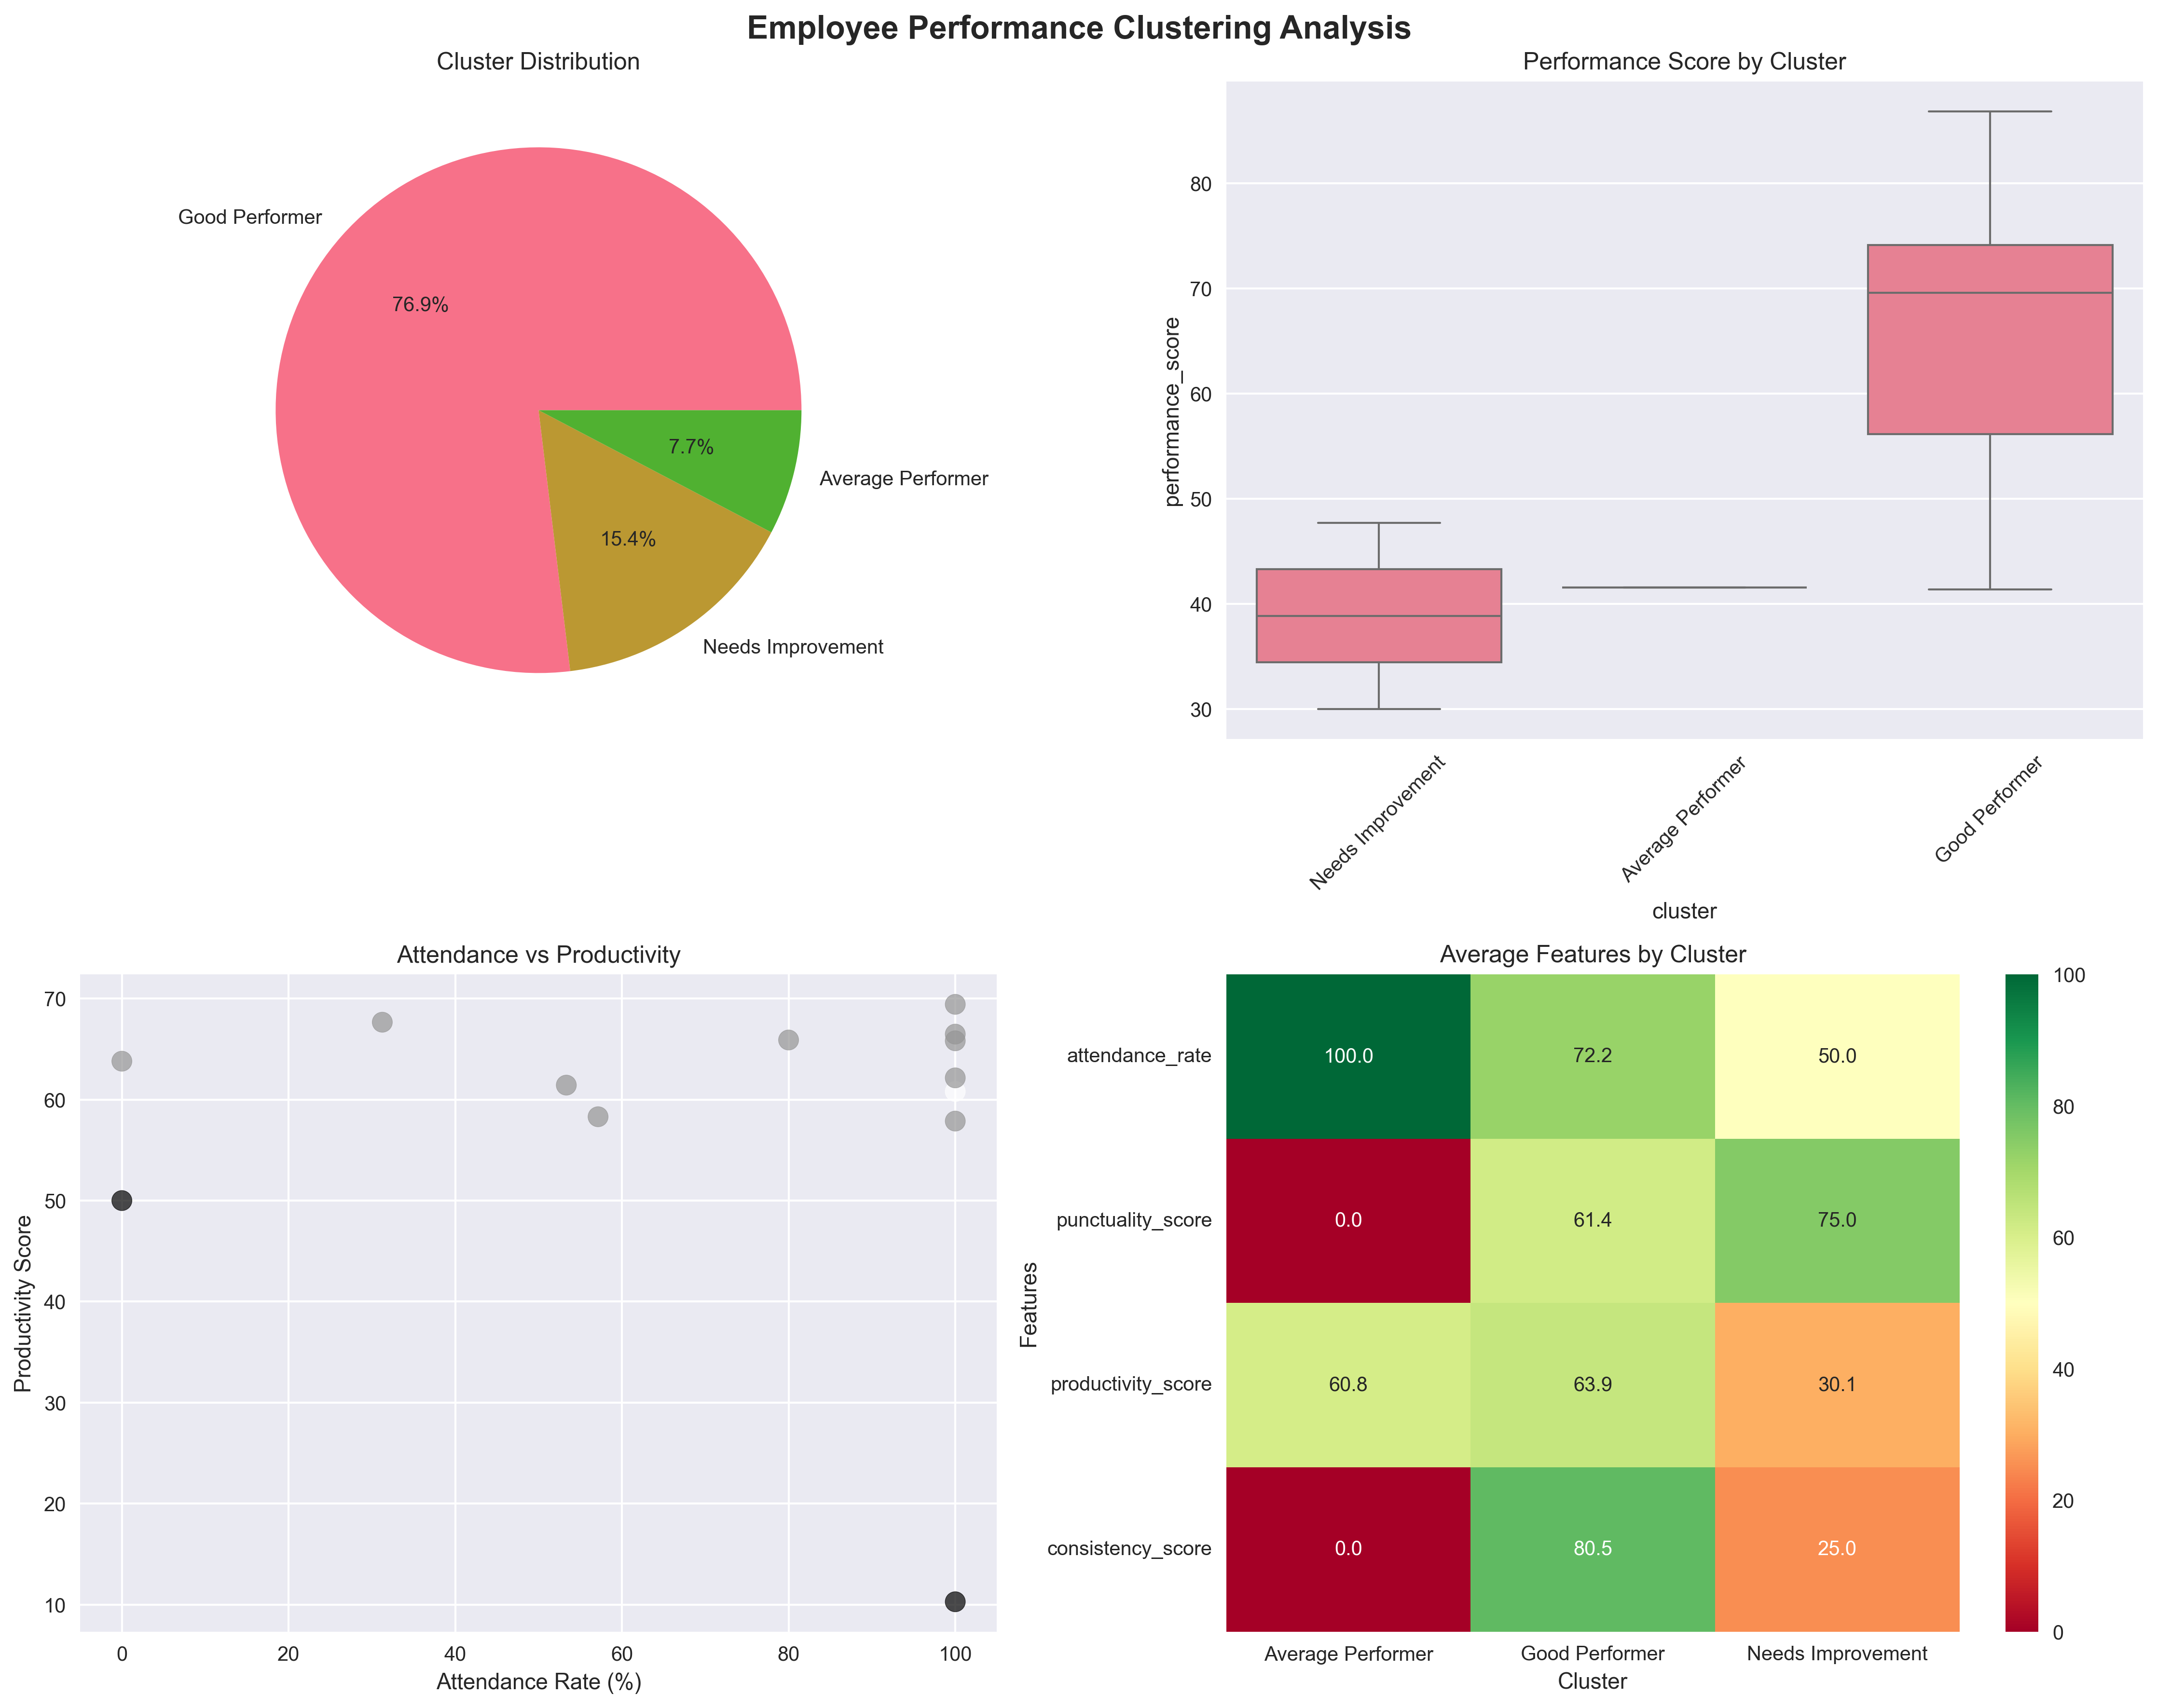 Employee Performance Clustering Analysis
Cluster Distribution
Good Performer
76.9%
7.7%
Average Performer
15.4%
Needs Improvement
Performance Score by Cluster
performance_score
80
70
60
50
40
30
Needs Improvement
Average Performer
Good Performer
cluster
Attendance vs Productivity
Productivity Score
70
60
50
40
30
20
10
0 20 40 60 80 100
Attendance Rate (%)
Average Features by Cluster
Features
attendance_rate 100.0 72.2 50.0
punctuality_score 0.0 61.4 75.0
productivity_score 60.8 63.9 30.1
consistency_score 0.0 80.5 25.0
Average Performer Good Performer Needs Improvement
Cluster
100
80
60
40
20
0